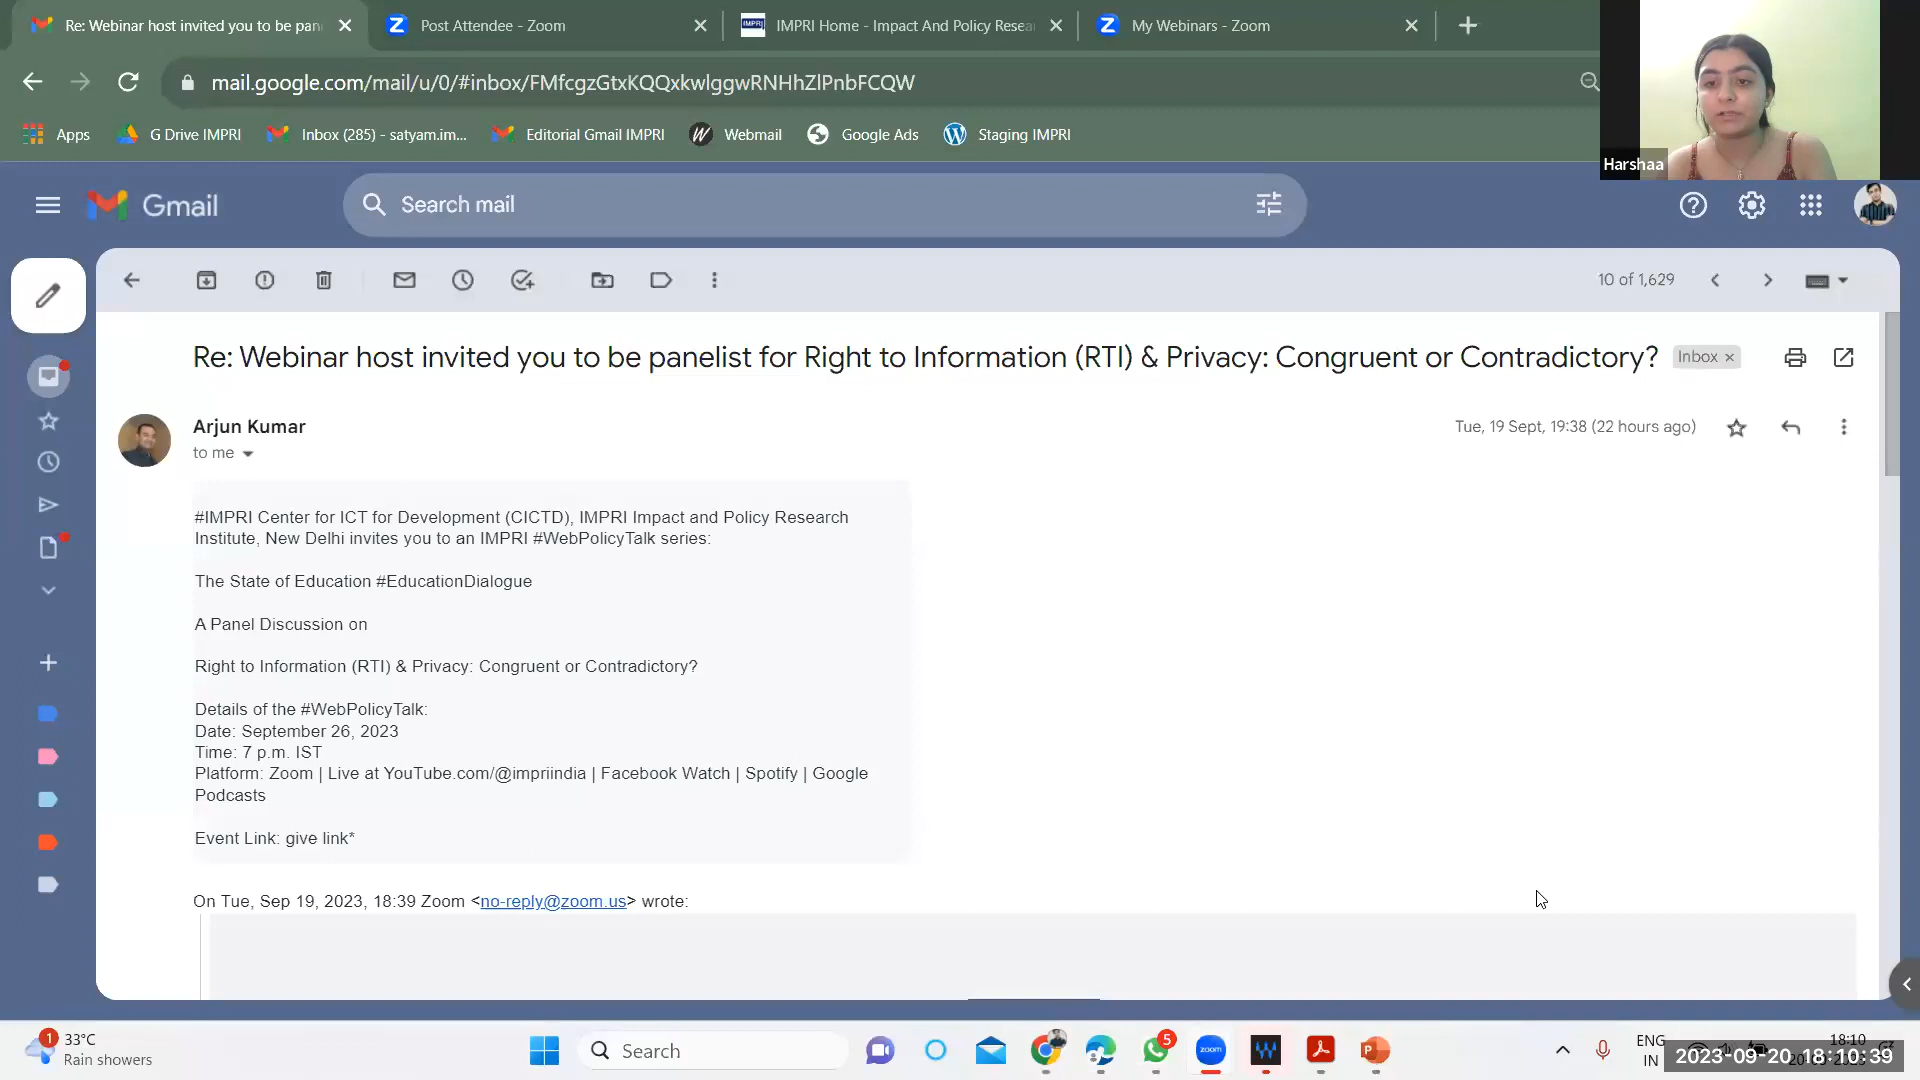 Re: Webinar host invited you to be pan
Post Attendee - Zoom
IMPRI Home - Impact And Policy Resea
My Webinars - Zoom
mail.google.com/mail/u/0/#inbox/FMfcgzGtxKQQxkwlggwRNHhZlPnbFCQW
Apps
G Drive IMPRI
Inbox (285) - satyam.im...
Editorial Gmail IMPRI
Webmail
Google Ads
Staging IMPRI
Harshaa
Gmail
Search mail
10 of 1,629
Re: Webinar host invited you to be panelist for Right to Information (RTI) & Privacy: Congruent or Contradictory?
Inbox ×
Arjun Kumar
Tue, 19 Sept, 19:38 (22 hours ago)
to me
#IMPRI Center for ICT for Development (CICTD), IMPRI Impact and Policy Research
Institute, New Delhi invites you to an IMPRI #WebPolicyTalk series:
The State of Education #EducationDialogue
A Panel Discussion on
Right to Information (RTI) & Privacy: Congruent or Contradictory?
Details of the #WebPolicyTalk:
Date: September 26, 2023
Time: 7 p.m. IST
Platform: Zoom | Live at YouTube.com/@impriindia | Facebook Watch | Spotify | Google
Podcasts
Event Link: give link*
On Tue, Sep 19, 2023, 18:39 Zoom <no-reply@zoom.us> wrote:
1
33°C
Rain showers
Search
5
zoom
ENG
IN
18:10
2023-09-20 18:10:39